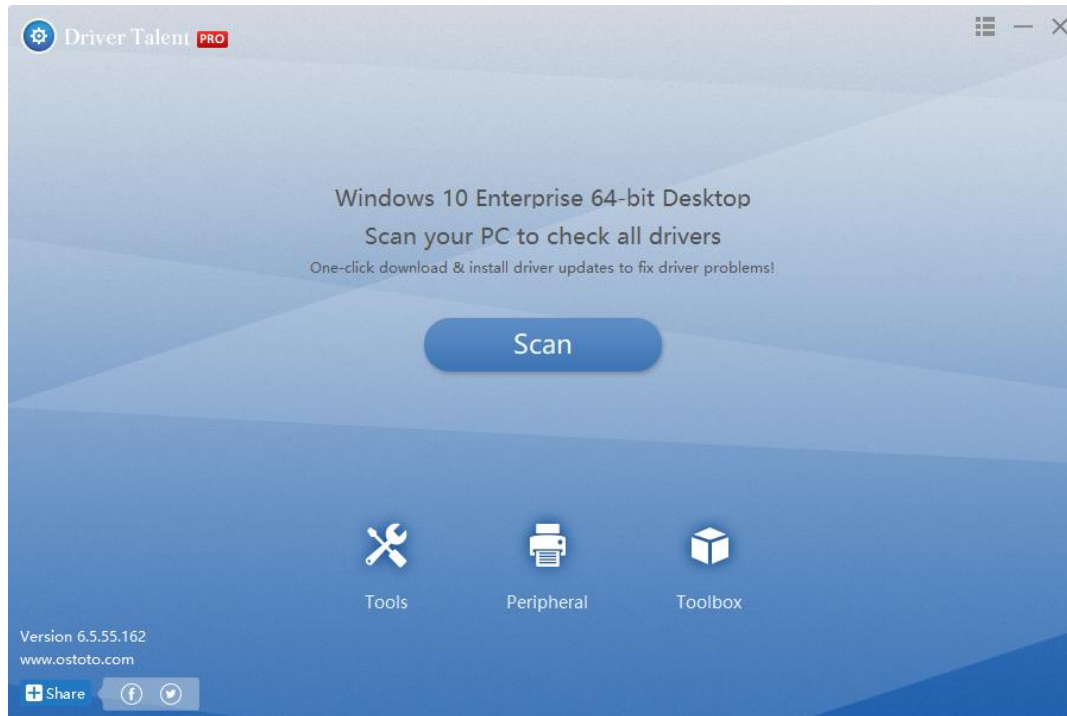 Driver Talent PRO
Windows 10 Enterprise 64-bit Desktop
Scan your PC to check all drivers
One-click download & install driver updates to fix driver problems!
Scan
Tools
Peripheral
Toolbox
Version 6.5.55.162
www.ostoto.com
Share